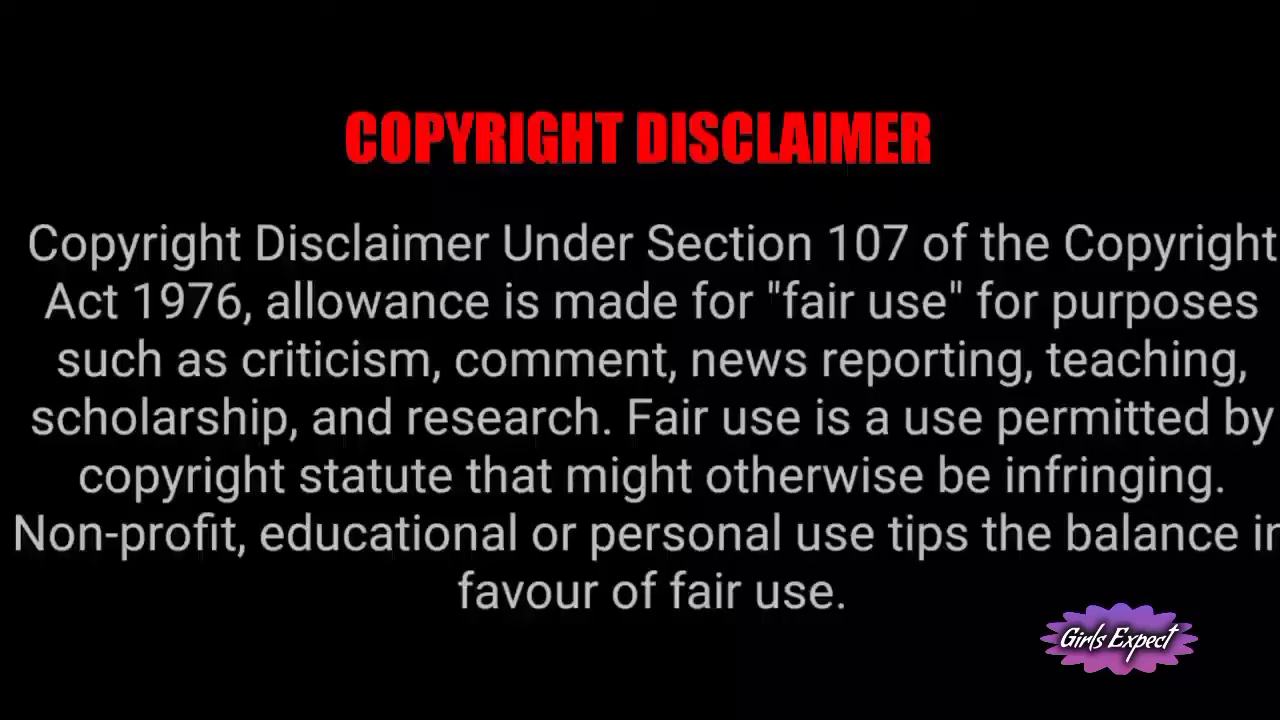 COPYRIGHT DISCLAIMER
Copyright Disclaimer Under Section 107 of the Copyright
Act 1976, allowance is made for "fair use" for purposes
such as criticism, comment, news reporting, teaching,
scholarship, and research. Fair use is a use permitted by
copyright statute that might otherwise be infringing.
Non-profit, educational or personal use tips the balance in
favour of fair use.
Girls Expect